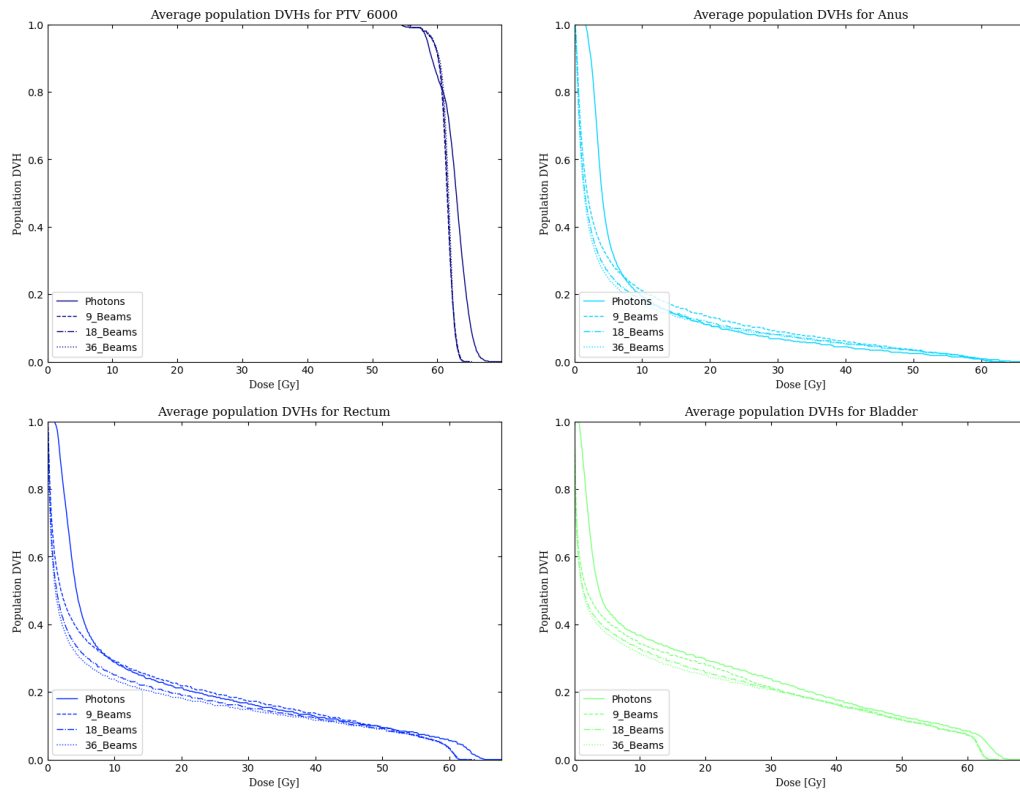 Average population DVHs for PTV_6000
1.0
0.8
0.6
0.4
0.2
0.0
Population DVH
Photons
9_Beams
18_Beams
36_Beams
0 10 20 30 40 50 60
Dose [Gy]
Average population DVHs for Anus
1.0
0.8
0.6
0.4
0.2
0.0
Population DVH
Photons
9_Beams
18_Beams
36_Beams
0 10 20 30 40 50 60
Dose [Gy]
Average population DVHs for Rectum
1.0
0.8
0.6
0.4
0.2
0.0
Population DVH
Photons
9_Beams
18_Beams
36_Beams
0 10 20 30 40 50 60
Dose [Gy]
Average population DVHs for Bladder
1.0
0.8
0.6
0.4
0.2
0.0
Population DVH
Photons
9_Beams
18_Beams
36_Beams
0 10 20 30 40 50 60
Dose [Gy]